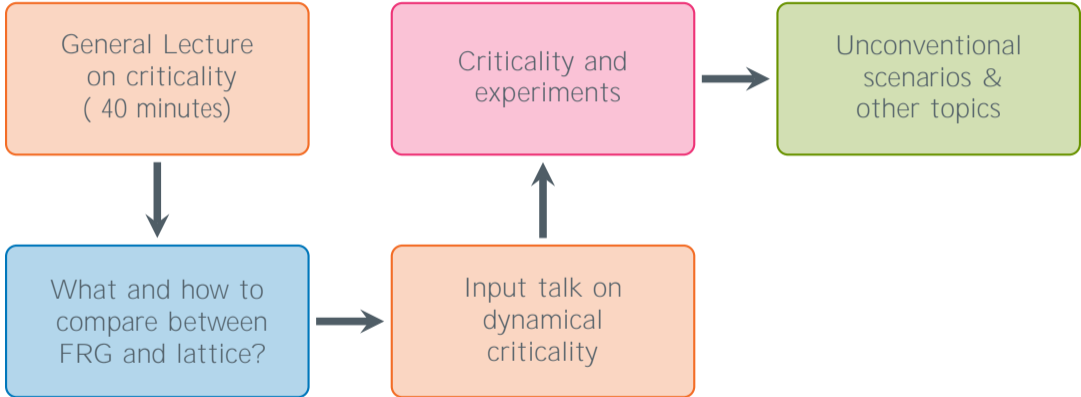 General Lecture
on criticality
( 40 minutes)
What and how to
compare between
FRG and lattice?
Input talk on
dynamical
criticality
Criticality and
experiments
Unconventional
scenarios &
other topics